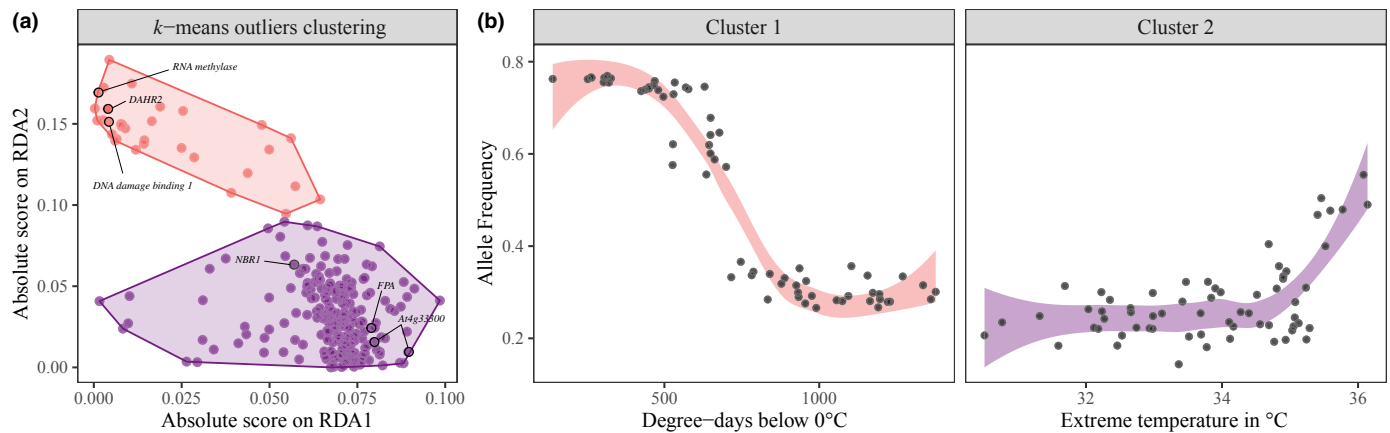 (a)
k−means outliers clustering
Absolute score on RDA2
0.15
0.10
0.05
0.00
RNA methylase
DAHR2
DNA damage binding 1
NBR1
FPA
At4g33300
0.000
0.025
0.050
0.075
0.100
Absolute score on RDA1
(b)
Cluster 1
Cluster 2
Allele Frequency
0.8
0.6
0.4
0.2
500
1000
Degree−days below 0°C
32
34
36
Extreme temperature in °C